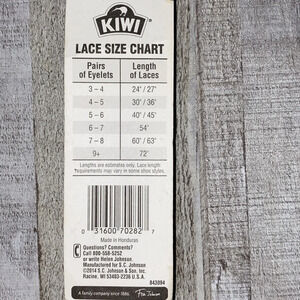 KIWI
LACE SIZE CHART
Pairs of Eyelets Length of Laces
3 – 4 24' / 27'
4 – 5 30' / 36'
5 – 6 40' / 45'
6 – 7 54'
7 – 8 60' / 63'
9+ 72'
Lengths are estimates only. Lace length
requirements may vary in some shoe styles.
0 31600 70282 7
Made in Honduras
Questions? Comments?
Call 800-558-5252
or write Helen Johnson.
Manufactured for S.C. Johnson
©2014 S.C. Johnson & Son, Inc.
Racine, WI 53403-2236 U.S.A.
843094
A family company since 1886.